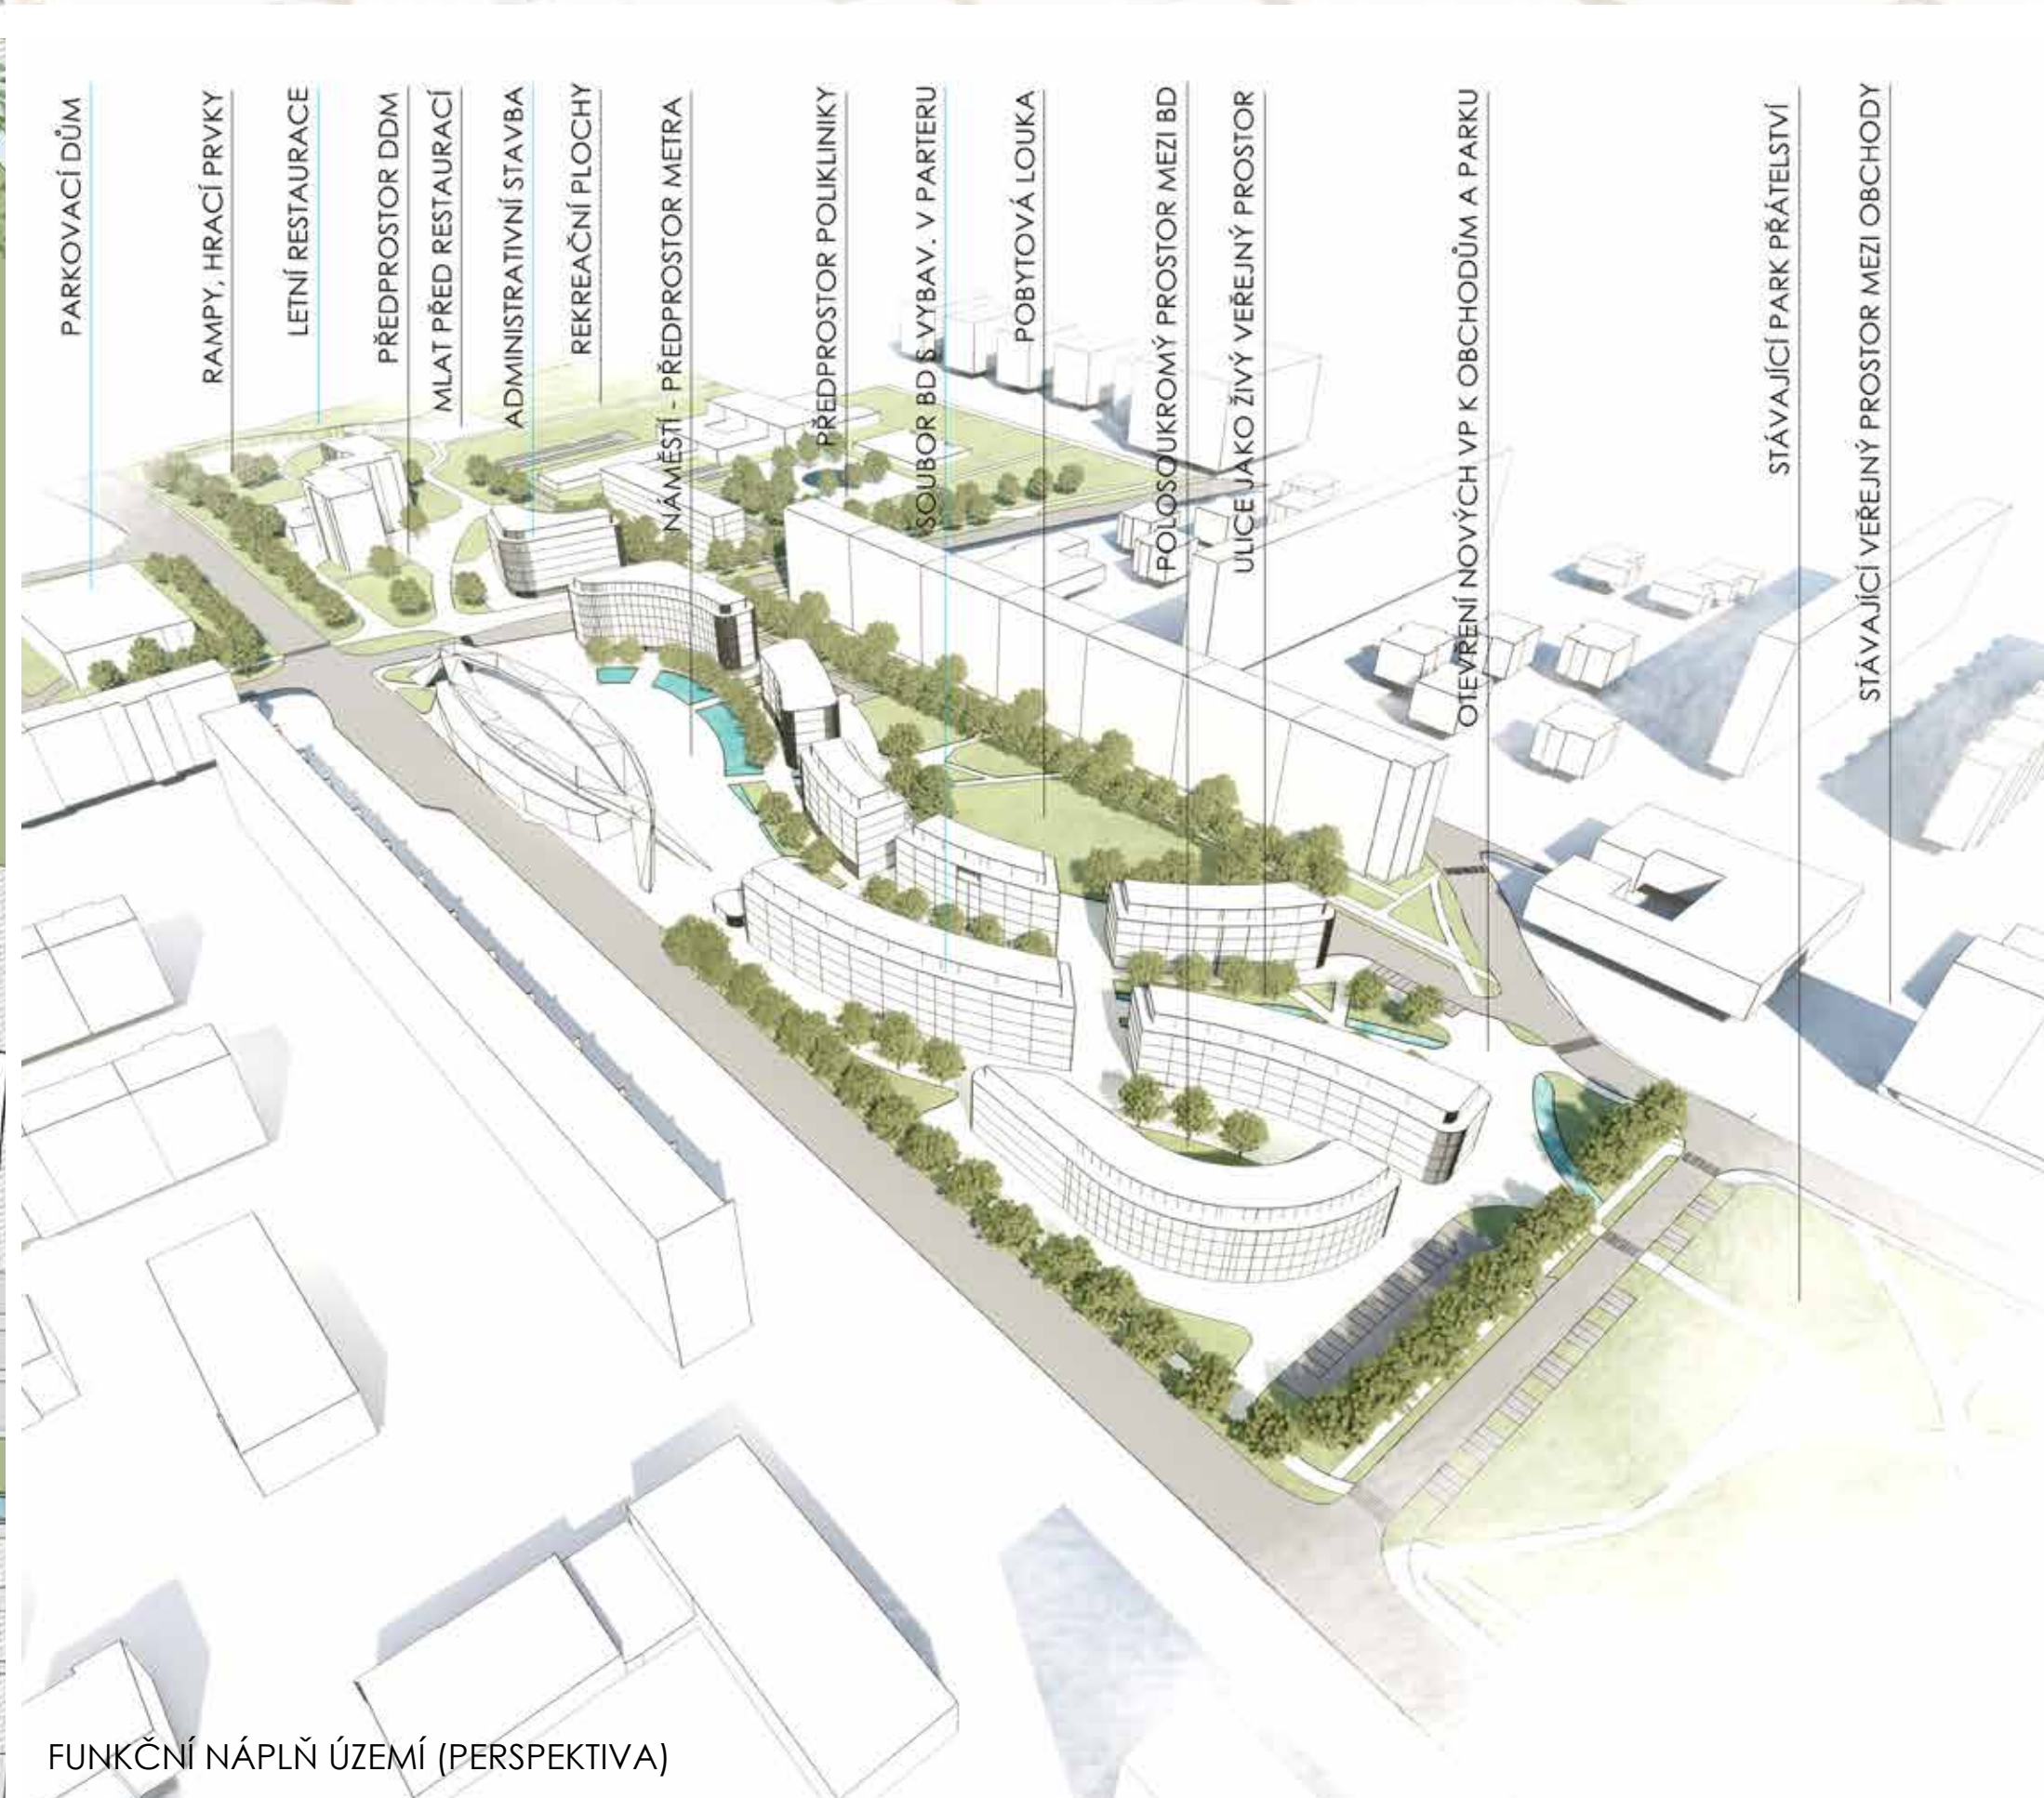 PARKOVACÍ DŮM
RAMPY, HRACÍ PRVKY
LETNÍ RESTAURACE
PŘEDPROSTOR DDM
MLAT PŘED RESTAURACÍ
ADMINISTRATIVNÍ STAVBA
REKREAČNÍ PLOCHY
NÁMĚSTÍ - PŘEDPROSTOR METRA
PŘEDPROSTOR POLIKLINIKY
SOUBOR BD S VYBAV. V PARTERU
POBYTOVÁ LOUKA
POLOSOUKROMÝ PROSTOR MEZI BD
ULICE JAKO ŽIVÝ VEŘEJNÝ PROSTOR
OTEVŘENÍ NOVÝCH VP K OBCHODŮM A PARKU
STÁVAJÍCÍ PARK PŘÁTELSTVÍ
STÁVAJÍCÍ VEŘEJNÝ PROSTOR MEZI OBCHODY
FUNKČNÍ NÁPLŇ ÚZEMÍ (PERSPEKTIVA)